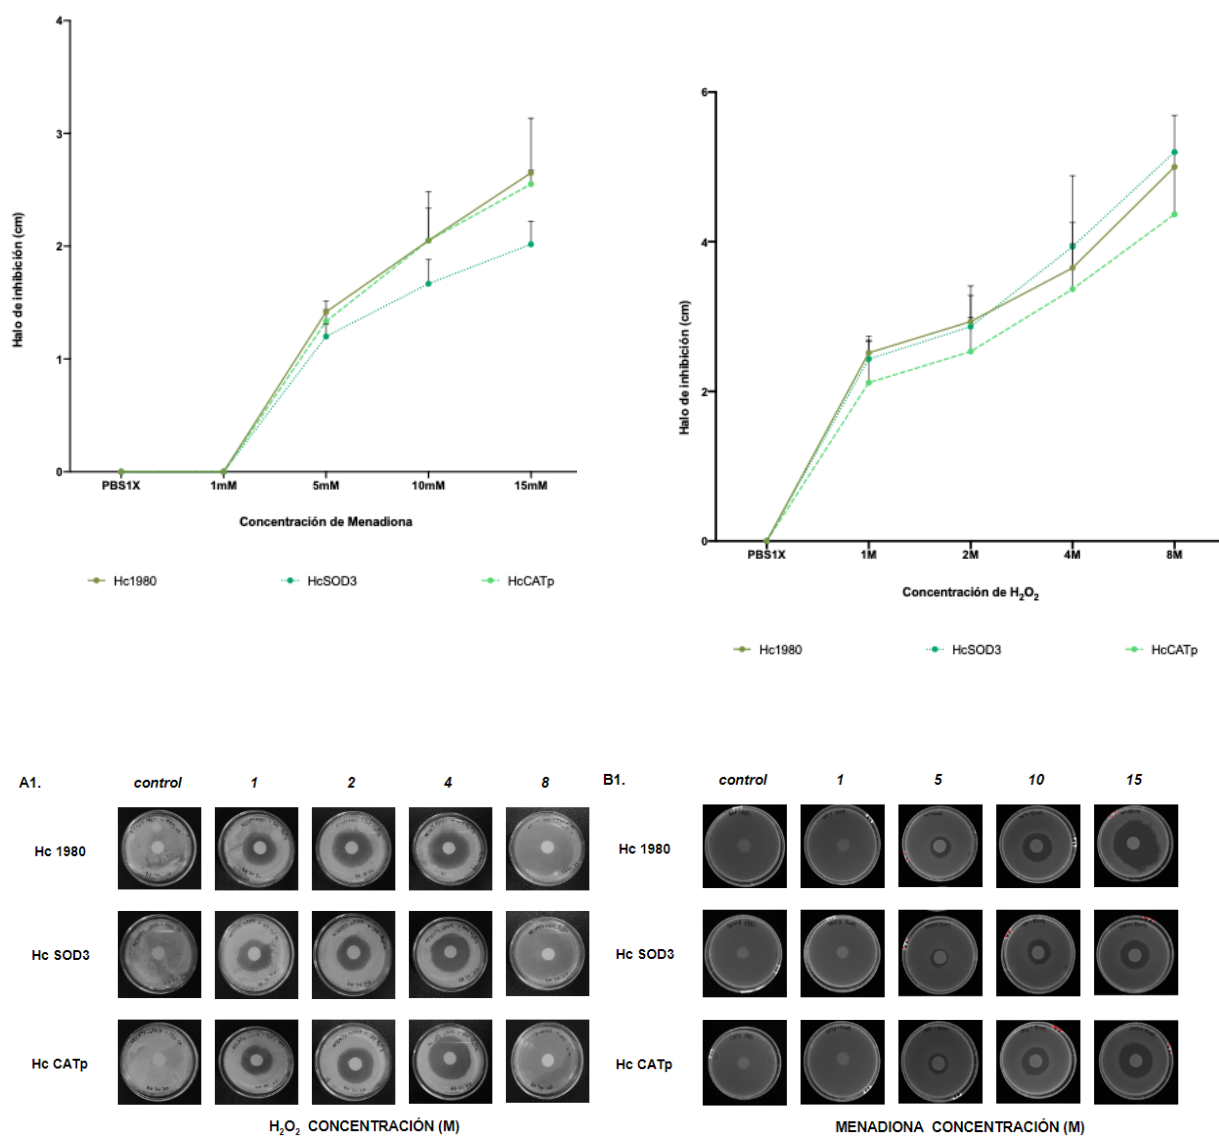 4
3
2
1
0
Halo de inhibición (cm)
PBS1X 1mM 5mM 10mM 15mM
Concentración de Menadiona
Hc1980 HcSOD3 HcCATp
6
4
2
0
Halo de inhibición (cm)
PBS1X 1M 2M 4M 8M
Concentración de H₂O₂
Hc1980 HcSOD3 HcCATp
A1. control 1 2 4 8
Hc 1980
Hc SOD3
Hc CATp
H₂O₂ CONCENTRACIÓN (M)
B1. control 1 5 10 15
Hc 1980
Hc SOD3
Hc CATp
MENADIONA CONCENTRACIÓN (M)